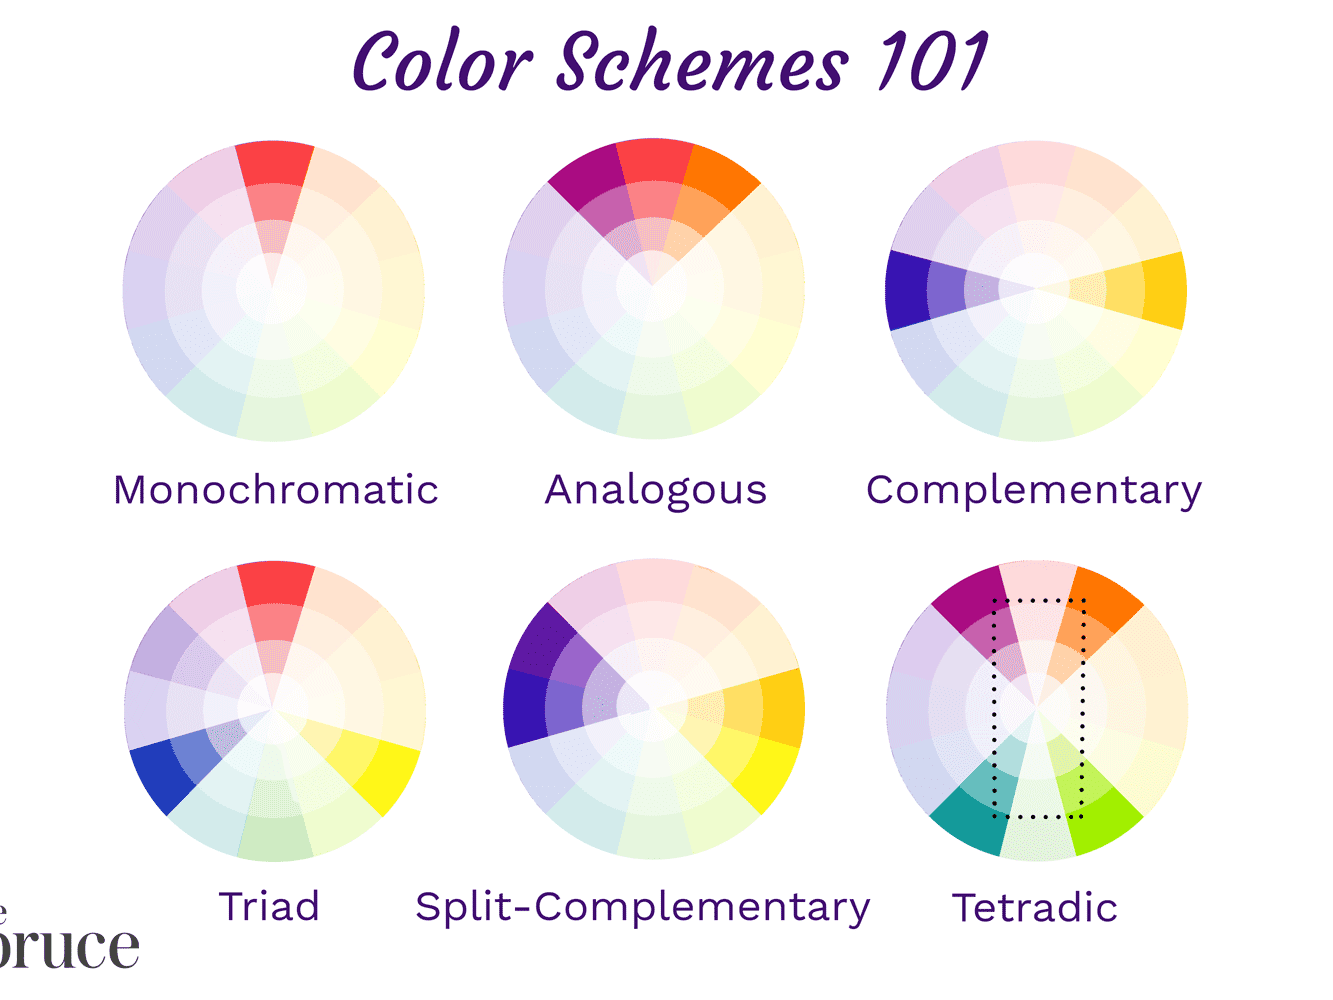 Color Schemes 101
Monochromatic Analogous Complementary
Triad Split-Complementary Tetradic